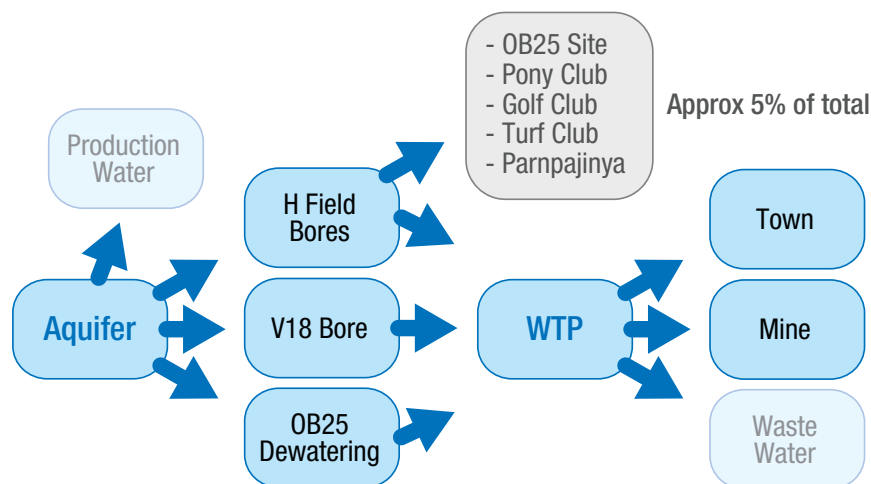 - OB25 Site
- Pony Club
- Golf Club
- Turf Club
- Parnpajinya
Approx 5% of total
Production
Water
H Field
Bores
Town
Aquifer
V18 Bore
WTP
Mine
OB25
Dewatering
Waste
Water